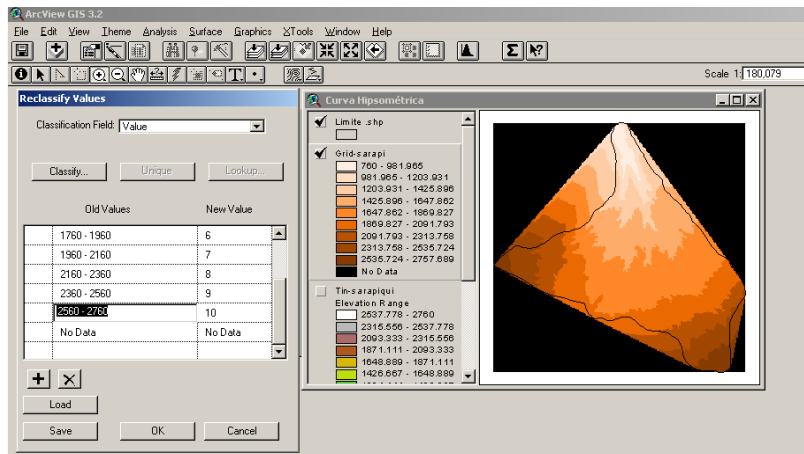 ArcView GIS 3.2
File Edit View Theme Analysis Surface Graphics XTools Window Help
Scale 1: 180,079
Reclassify Values
Classification Field: Value
Classify... Unique Lookup...
Old Values New Value
1760 - 1960 6
1960 - 2160 7
2160 - 2360 8
2360 - 2560 9
2560 - 2760 10
No Data No Data
Load
Save OK Cancel
Curva Hipsométrica
Limite .shp
Grid-sarapi
760 - 981.965
981.965 - 1203.931
1203.931 - 1425.896
1425.896 - 1647.862
1647.862 - 1869.827
1869.827 - 2091.793
2091.793 - 2313.758
2313.758 - 2535.724
2535.724 - 2757.689
No Data
Tin-sarapiqui
Elevation Range
2537.778 - 2760
2315.556 - 2537.778
2093.333 - 2315.556
1871.111 - 2093.333
1648.889 - 1871.111
1426.667 - 1648.889